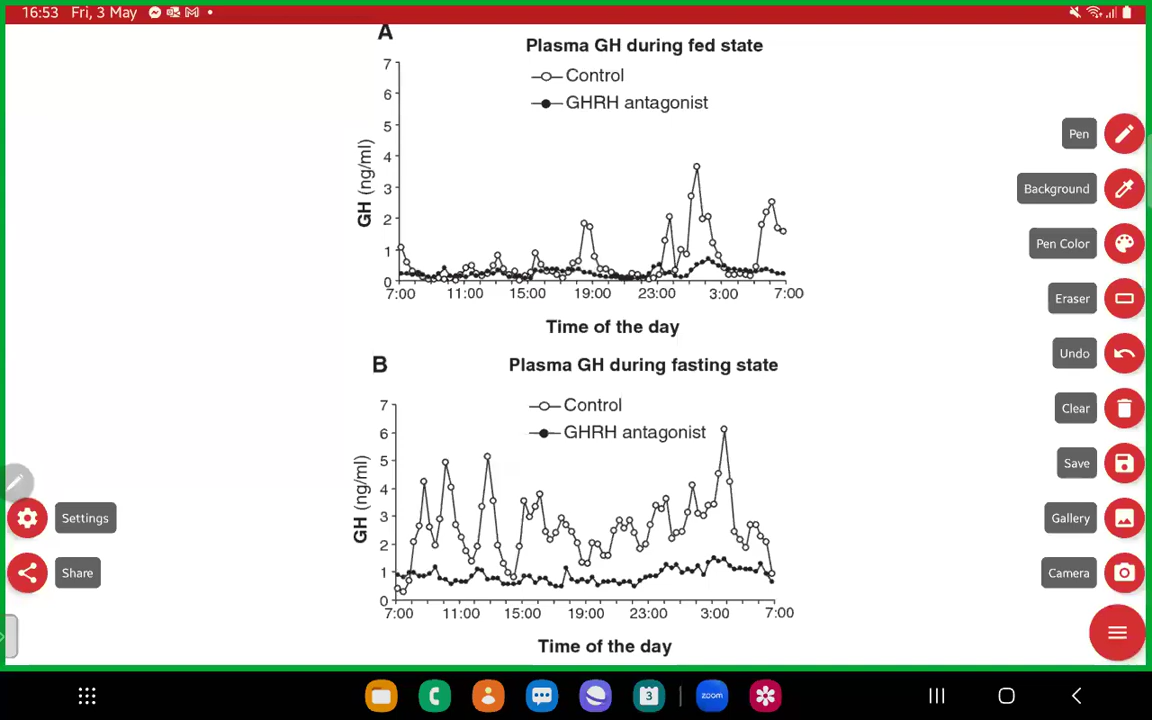 16:53 Fri, 3 May
A
Plasma GH during fed state
Control
GHRH antagonist
7
6
5
4
3
2
1
0
GH (ng/ml)
7:00 11:00 15:00 19:00 23:00 3:00 7:00
Time of the day
B
Plasma GH during fasting state
Control
GHRH antagonist
7
6
5
4
3
2
1
0
GH (ng/ml)
7:00 11:00 15:00 19:00 23:00 3:00 7:00
Time of the day
Pen
Background
Pen Color
Eraser
Undo
Clear
Save
Gallery
Camera
Settings
Share
3
zoom